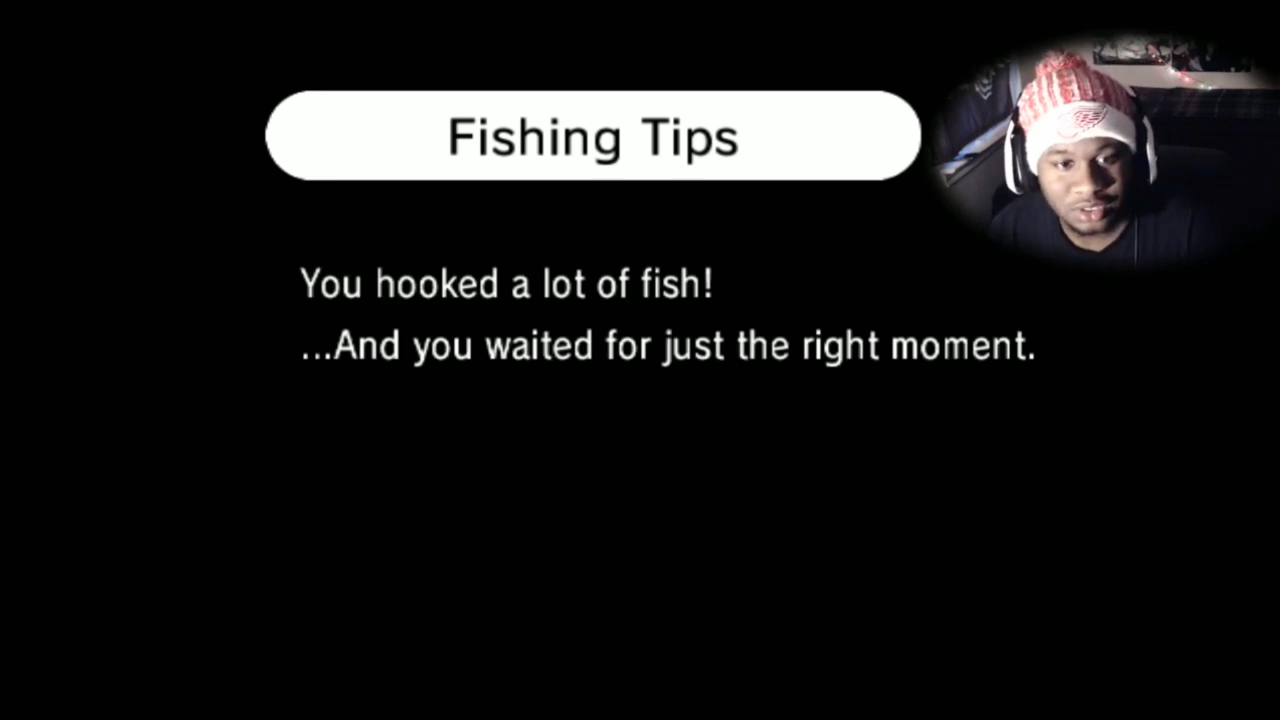 Fishing Tips
You hooked a lot of fish!
...And you waited for just the right moment.